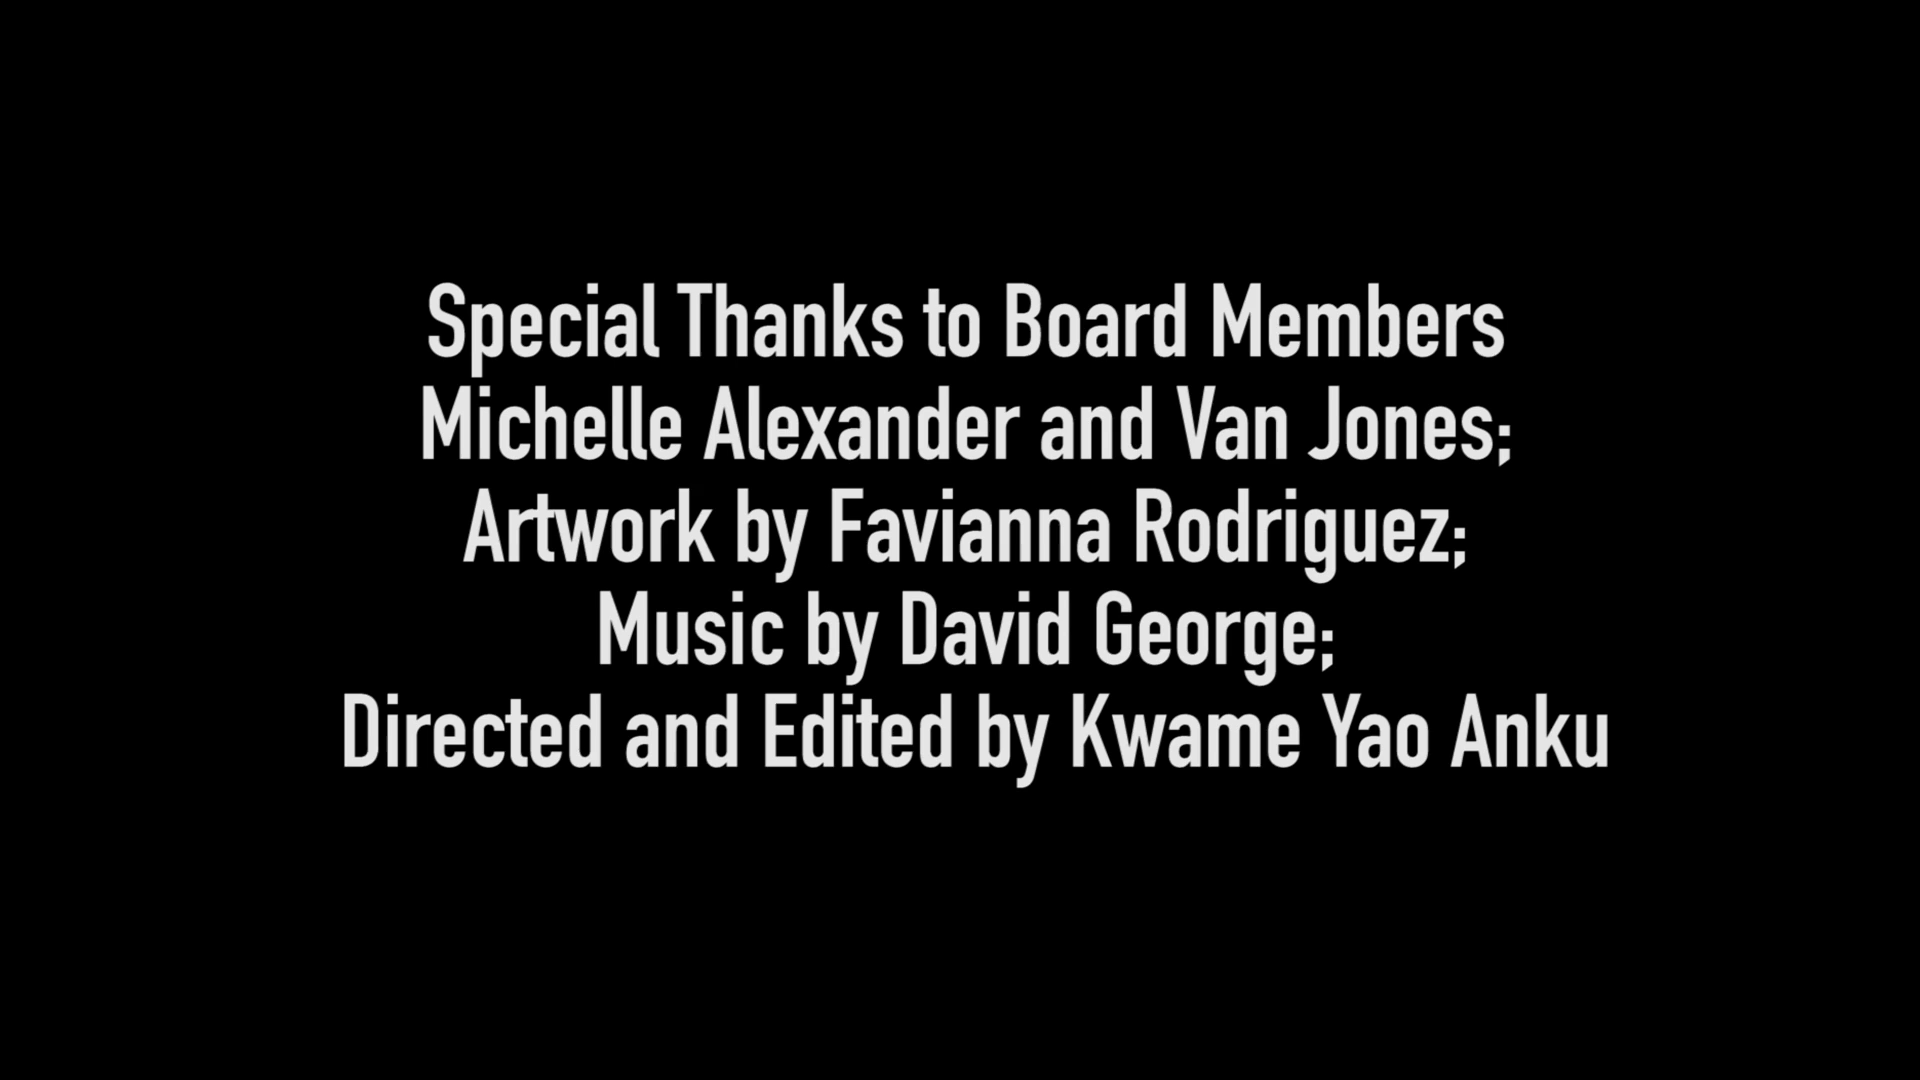 Special Thanks to Board Members
Michelle Alexander and Van Jones;
Artwork by Favianna Rodriguez;
Music by David George;
Directed and Edited by Kwame Yao Anku